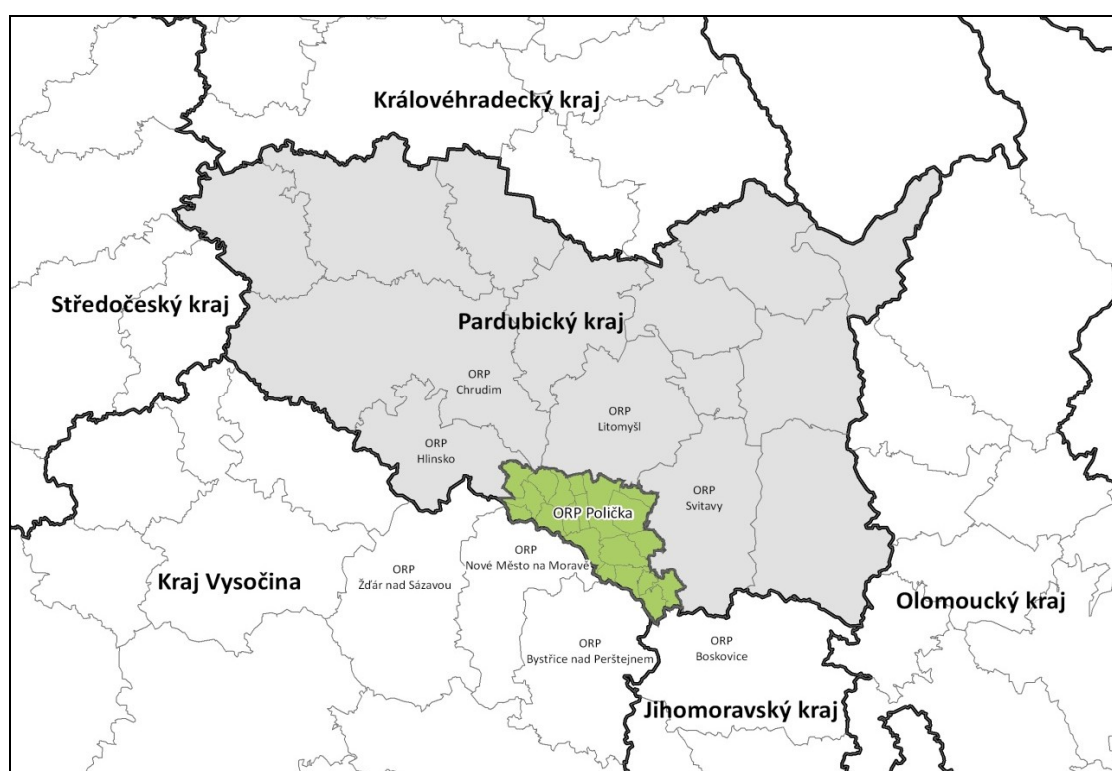 Královéhradecký kraj
Středočeský kraj
Pardubický kraj
ORP
Chrudim
ORP
Litomyšl
ORP
Hlinsko
ORP
Svitavy
ORP Polička
ORP
Nové Město na Moravě
ORP
Žďár nad Sázavou
Kraj Vysočina
Olomoucký kraj
ORP
Bystřice nad Perštejnem
ORP
Boskovice
Jihomoravský kraj